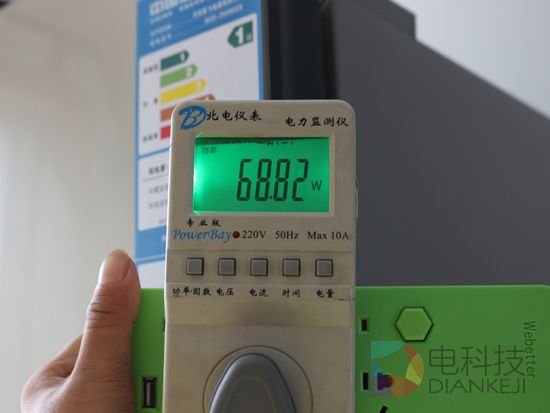 1
北电仪表
电力监测仪
功率
68.82 W
专业版
PowerBay 220V 50Hz Max 10A
功率·因数 电压 电流 时间 电量
电科技
DIANKEJI
Webetter